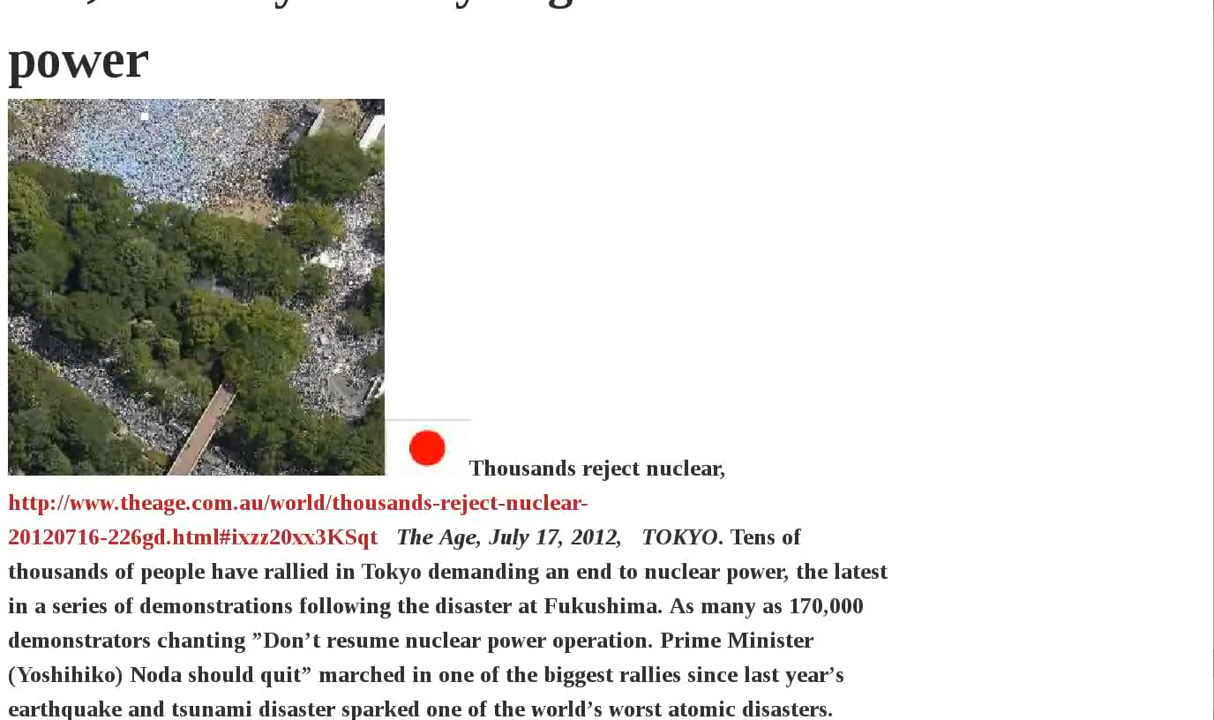 power
Thousands reject nuclear,
http://www.theage.com.au/world/thousands-reject-nuclear-
20120716-226gd.html#ixzz20xx3KSqt The Age, July 17, 2012, TOKYO. Tens of
thousands of people have rallied in Tokyo demanding an end to nuclear power, the latest
in a series of demonstrations following the disaster at Fukushima. As many as 170,000
demonstrators chanting ”Don’t resume nuclear power operation. Prime Minister
(Yoshihiko) Noda should quit” marched in one of the biggest rallies since last year’s
earthquake and tsunami disaster sparked one of the world’s worst atomic disasters.